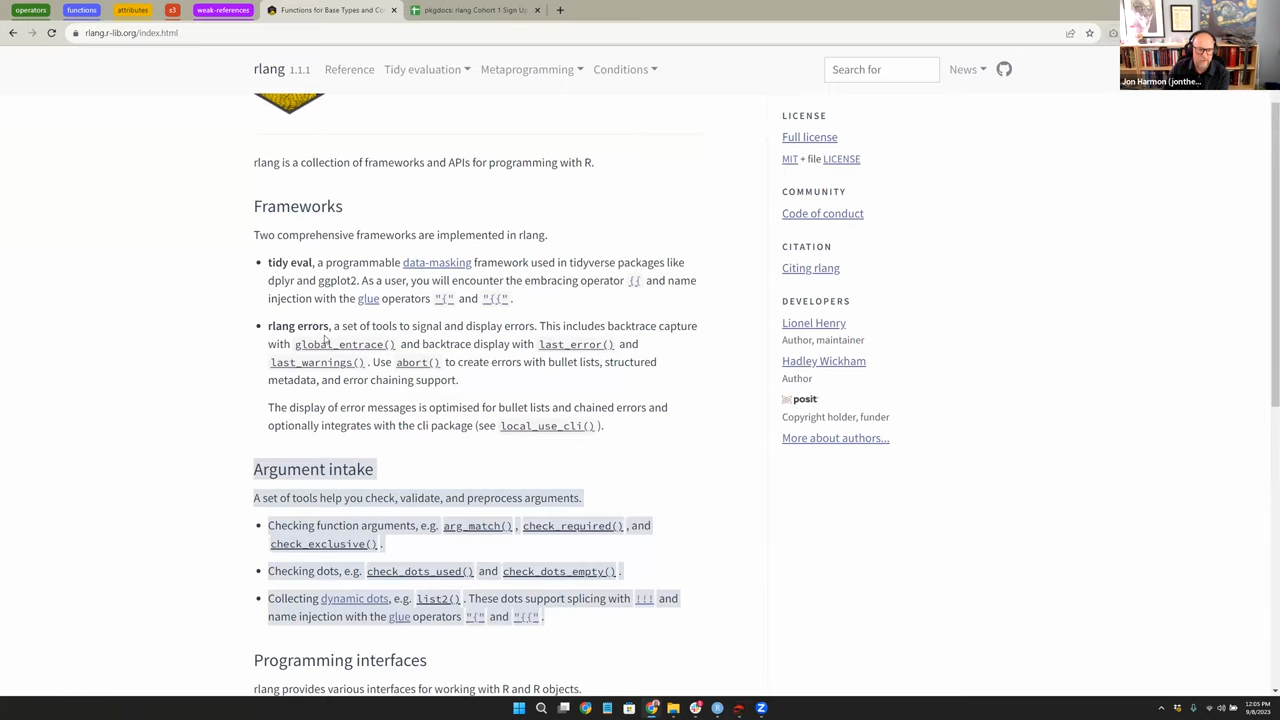 operators
functions
attributes
s3
weak-references
Functions for Base Types and Co
pkgdocs: rlang Cohort 1 Sign Up
rlang.r-lib.org/index.html
rlang 1.1.1 Reference Tidy evaluation Metaprogramming Conditions Search for News
Jon Harmon (jonthe...
rlang is a collection of frameworks and APIs for programming with R.
Frameworks
Two comprehensive frameworks are implemented in rlang.
• tidy eval, a programmable data-masking framework used in tidyverse packages like
dplyr and ggplot2. As a user, you will encounter the embracing operator {{ and name
injection with the glue operators "{" and "{{".
• rlang errors, a set of tools to signal and display errors. This includes backtrace capture
with global_entrace() and backtrace display with last_error() and
last_warnings(). Use abort() to create errors with bullet lists, structured
metadata, and error chaining support.
The display of error messages is optimised for bullet lists and chained errors and
optionally integrates with the cli package (see local_use_cli() ).
Argument intake
A set of tools help you check, validate, and preprocess arguments.
• Checking function arguments, e.g. arg_match() , check_required() , and
check_exclusive() .
• Checking dots, e.g. check_dots_used() and check_dots_empty() .
• Collecting dynamic dots, e.g. list2() . These dots support splicing with !!! and
name injection with the glue operators "{" and "{{" .
Programming interfaces
rlang provides various interfaces for working with R and R objects.
LICENSE
Full license
MIT + file LICENSE
COMMUNITY
Code of conduct
CITATION
Citing rlang
DEVELOPERS
Lionel Henry
Author, maintainer
Hadley Wickham
Author
posit
Copyright holder, funder
More about authors...
12:05 PM
9/8/2023